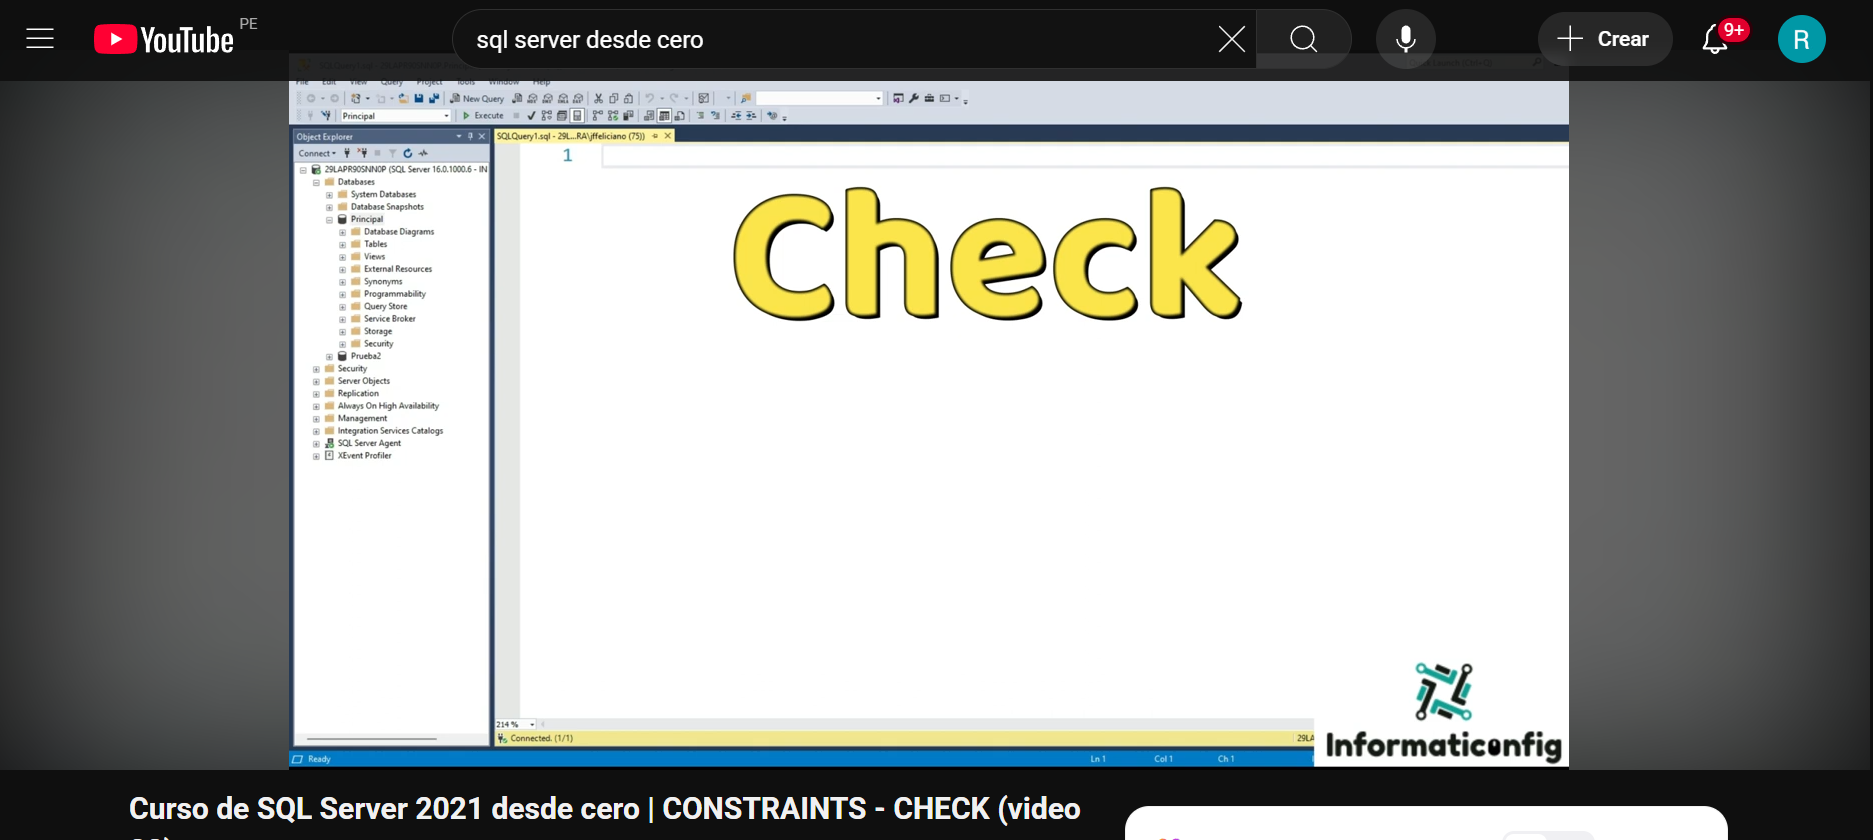 YouTube PE
sql server desde cero
Crear
9+
R
File Edit View Query Project Tools Window Help
New Query
Principal
Execute
Object Explorer
SQLQuery1.sql - 29L...RA\jffeliciano (75))
Connect
1
29LAPR90SNN0P (SQL Server 16.0.1000.6 - IN
Databases
System Databases
Database Snapshots
Principal
Database Diagrams
Tables
Views
External Resources
Synonyms
Programmability
Query Store
Service Broker
Storage
Security
Prueba2
Security
Server Objects
Replication
Always On High Availability
Management
Integration Services Catalogs
SQL Server Agent
XEvent Profiler
Check
214 %
Connected. (1/1)
29LA
Informaticonfig
Ready
Ln 1
Col 1
Ch 1
Curso de SQL Server 2021 desde cero | CONSTRAINTS - CHECK (video